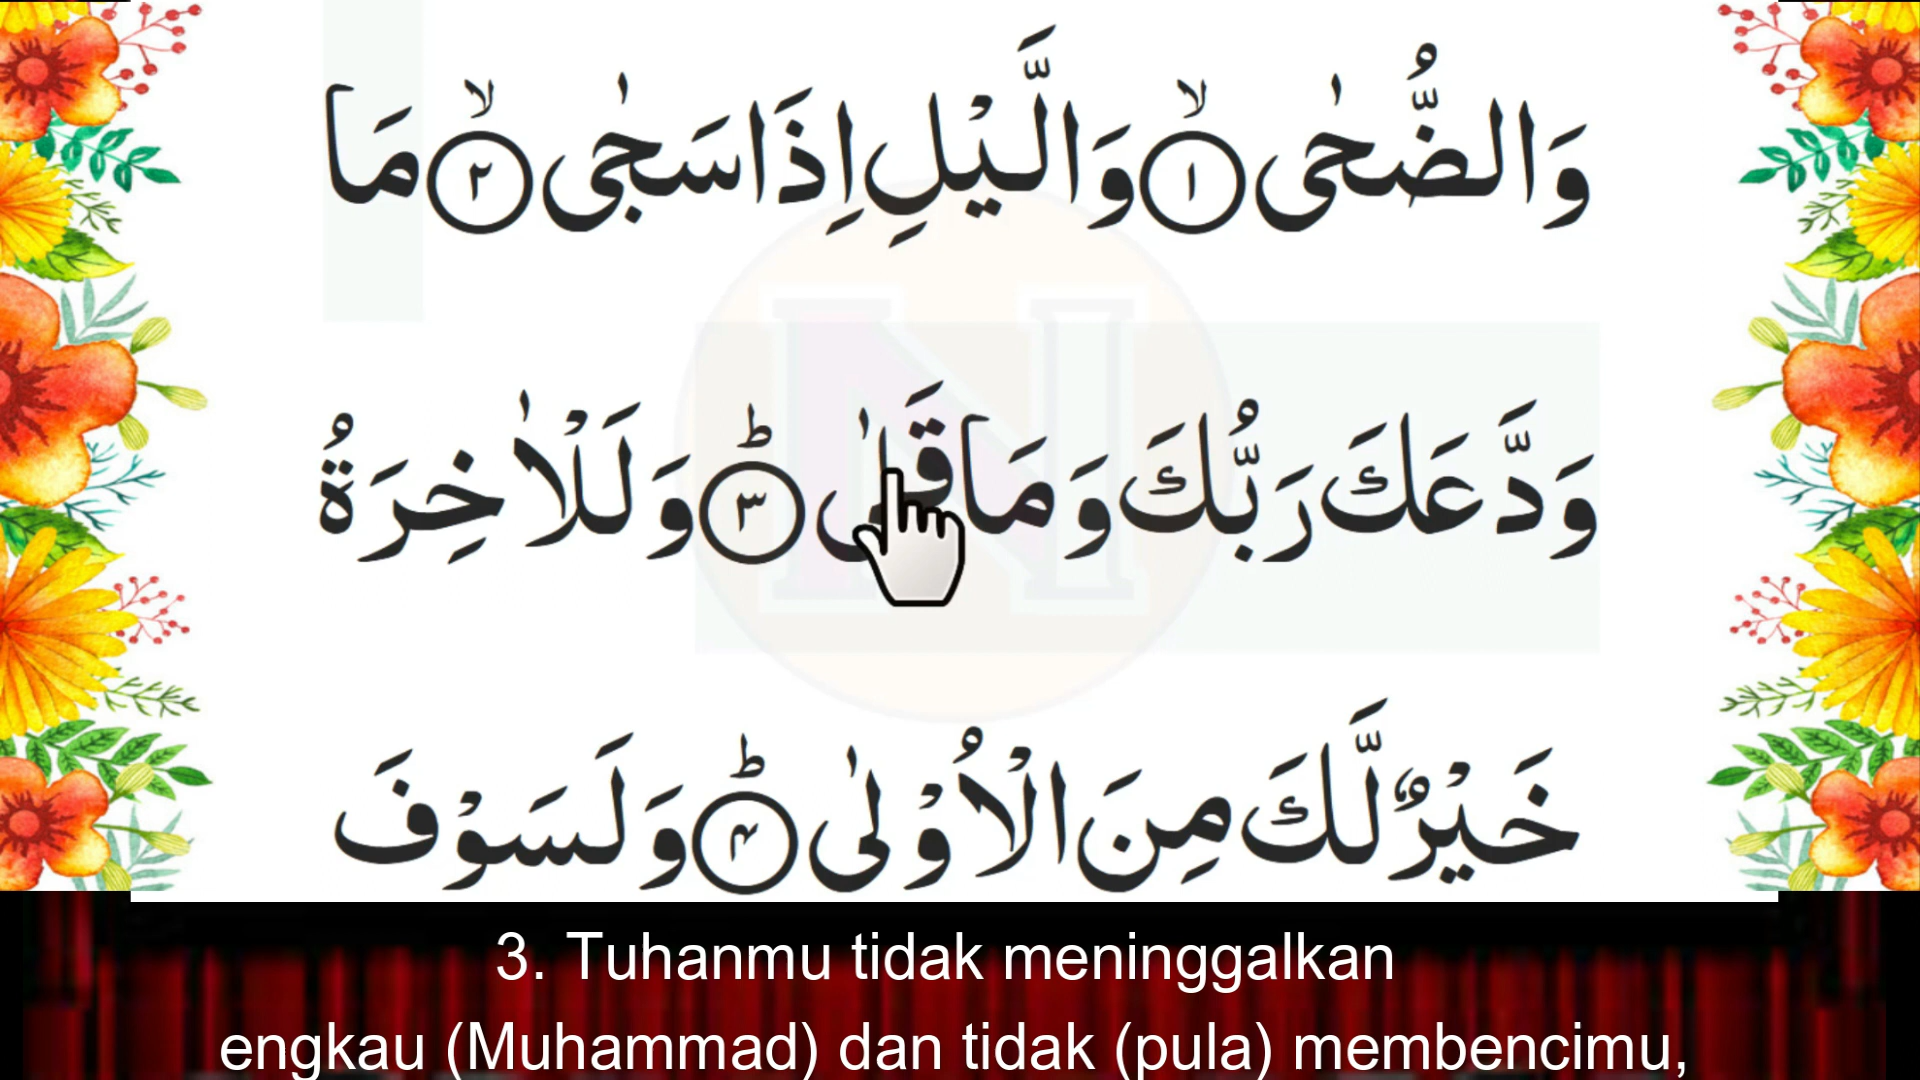 وَالضُّحٰىۙ ١ وَالَّيْلِ اِذَا سَجٰىۙ ٢ مَا
وَدَّعَكَ رَبُّكَ وَمَا قَلٰىۗ ٣ وَلَلْاٰخِرَةُ
خَيْرٌ لَّكَ مِنَ الْاُوْلٰىۗ ٤ وَلَسَوْفَ
3. Tuhanmu tidak meninggalkan
engkau (Muhammad) dan tidak (pula) membencimu,